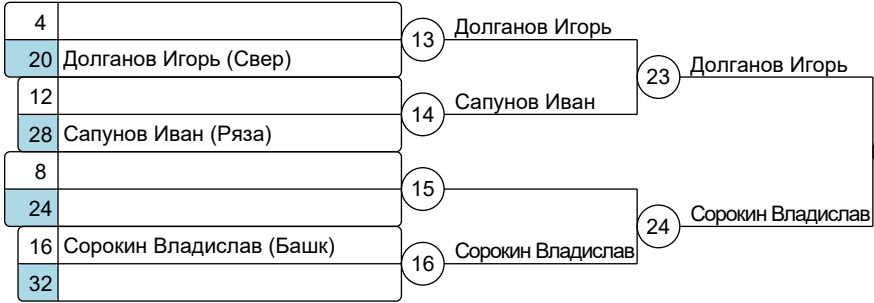 4
13 Долганов Игорь
20 Долганов Игорь (Свер)
23 Долганов Игорь
12
14 Сапунов Иван
28 Сапунов Иван (Ряза)
8
15
24
24 Сорокин Владислав
16 Сорокин Владислав (Башк)
16 Сорокин Владислав
32